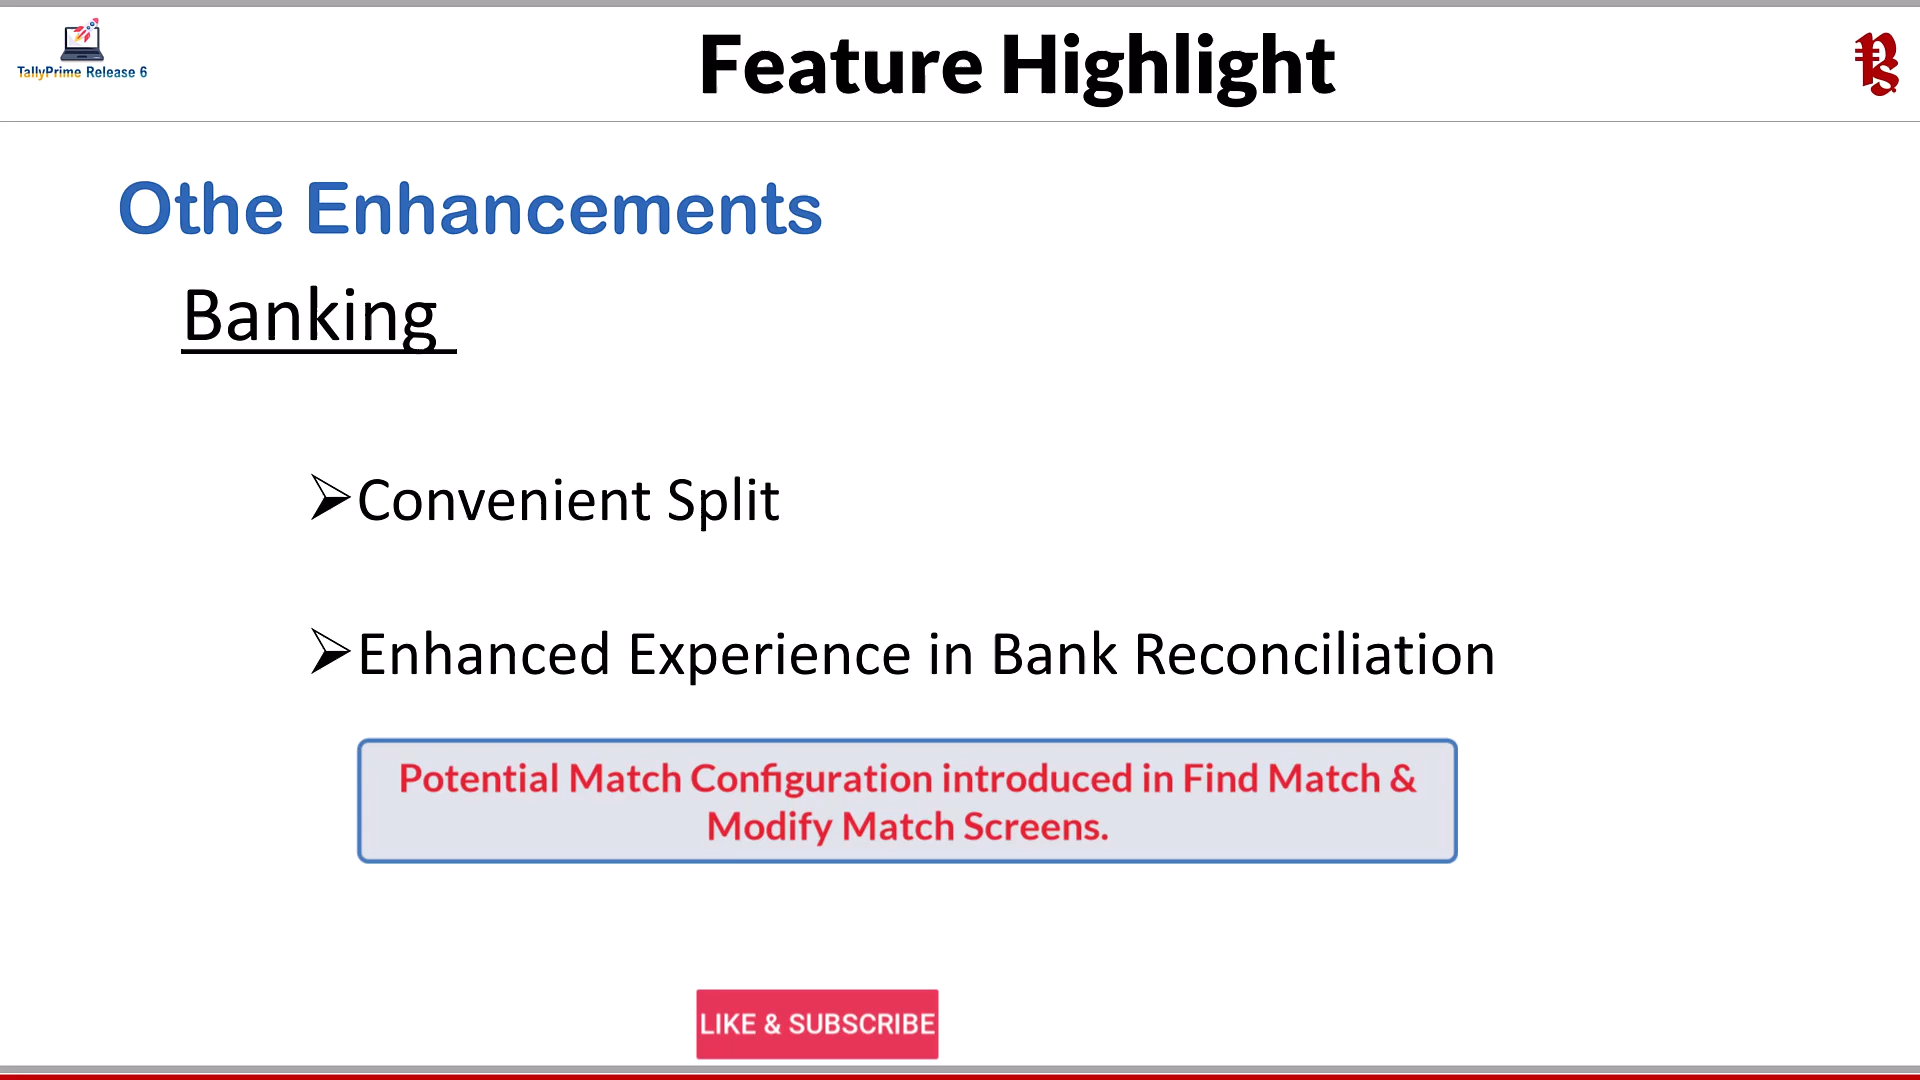 TallyPrime Release 6
Feature Highlight
Othe Enhancements
Banking
➢Convenient Split
➢Enhanced Experience in Bank Reconciliation
Potential Match Configuration introduced in Find Match &
Modify Match Screens.
LIKE & SUBSCRIBE